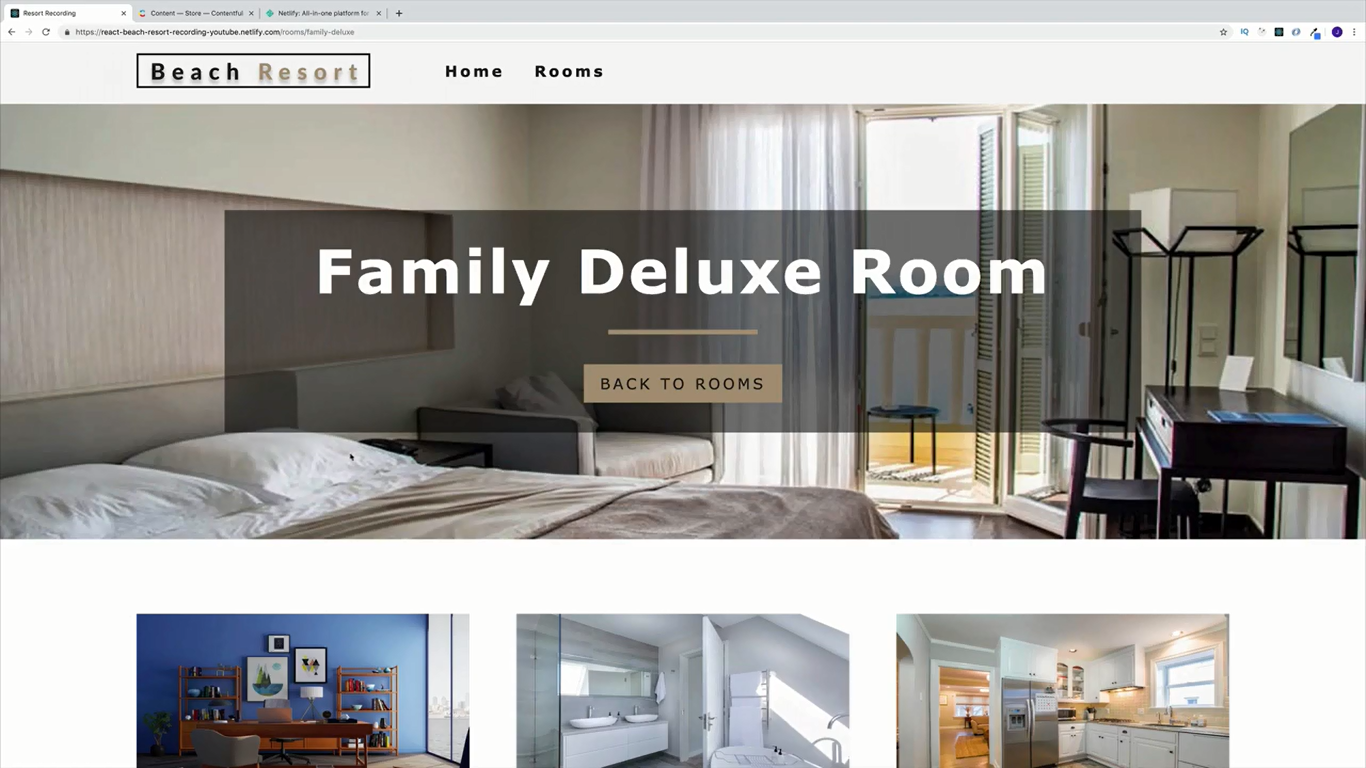 Resort Recording
Content — Store — Contentful
Netlify: All-in-one platform for
https://react-beach-resort-recording-youtube.netlify.com/rooms/family-deluxe
IQ
J
Beach Resort
Home
Rooms
Family Deluxe Room
BACK TO ROOMS